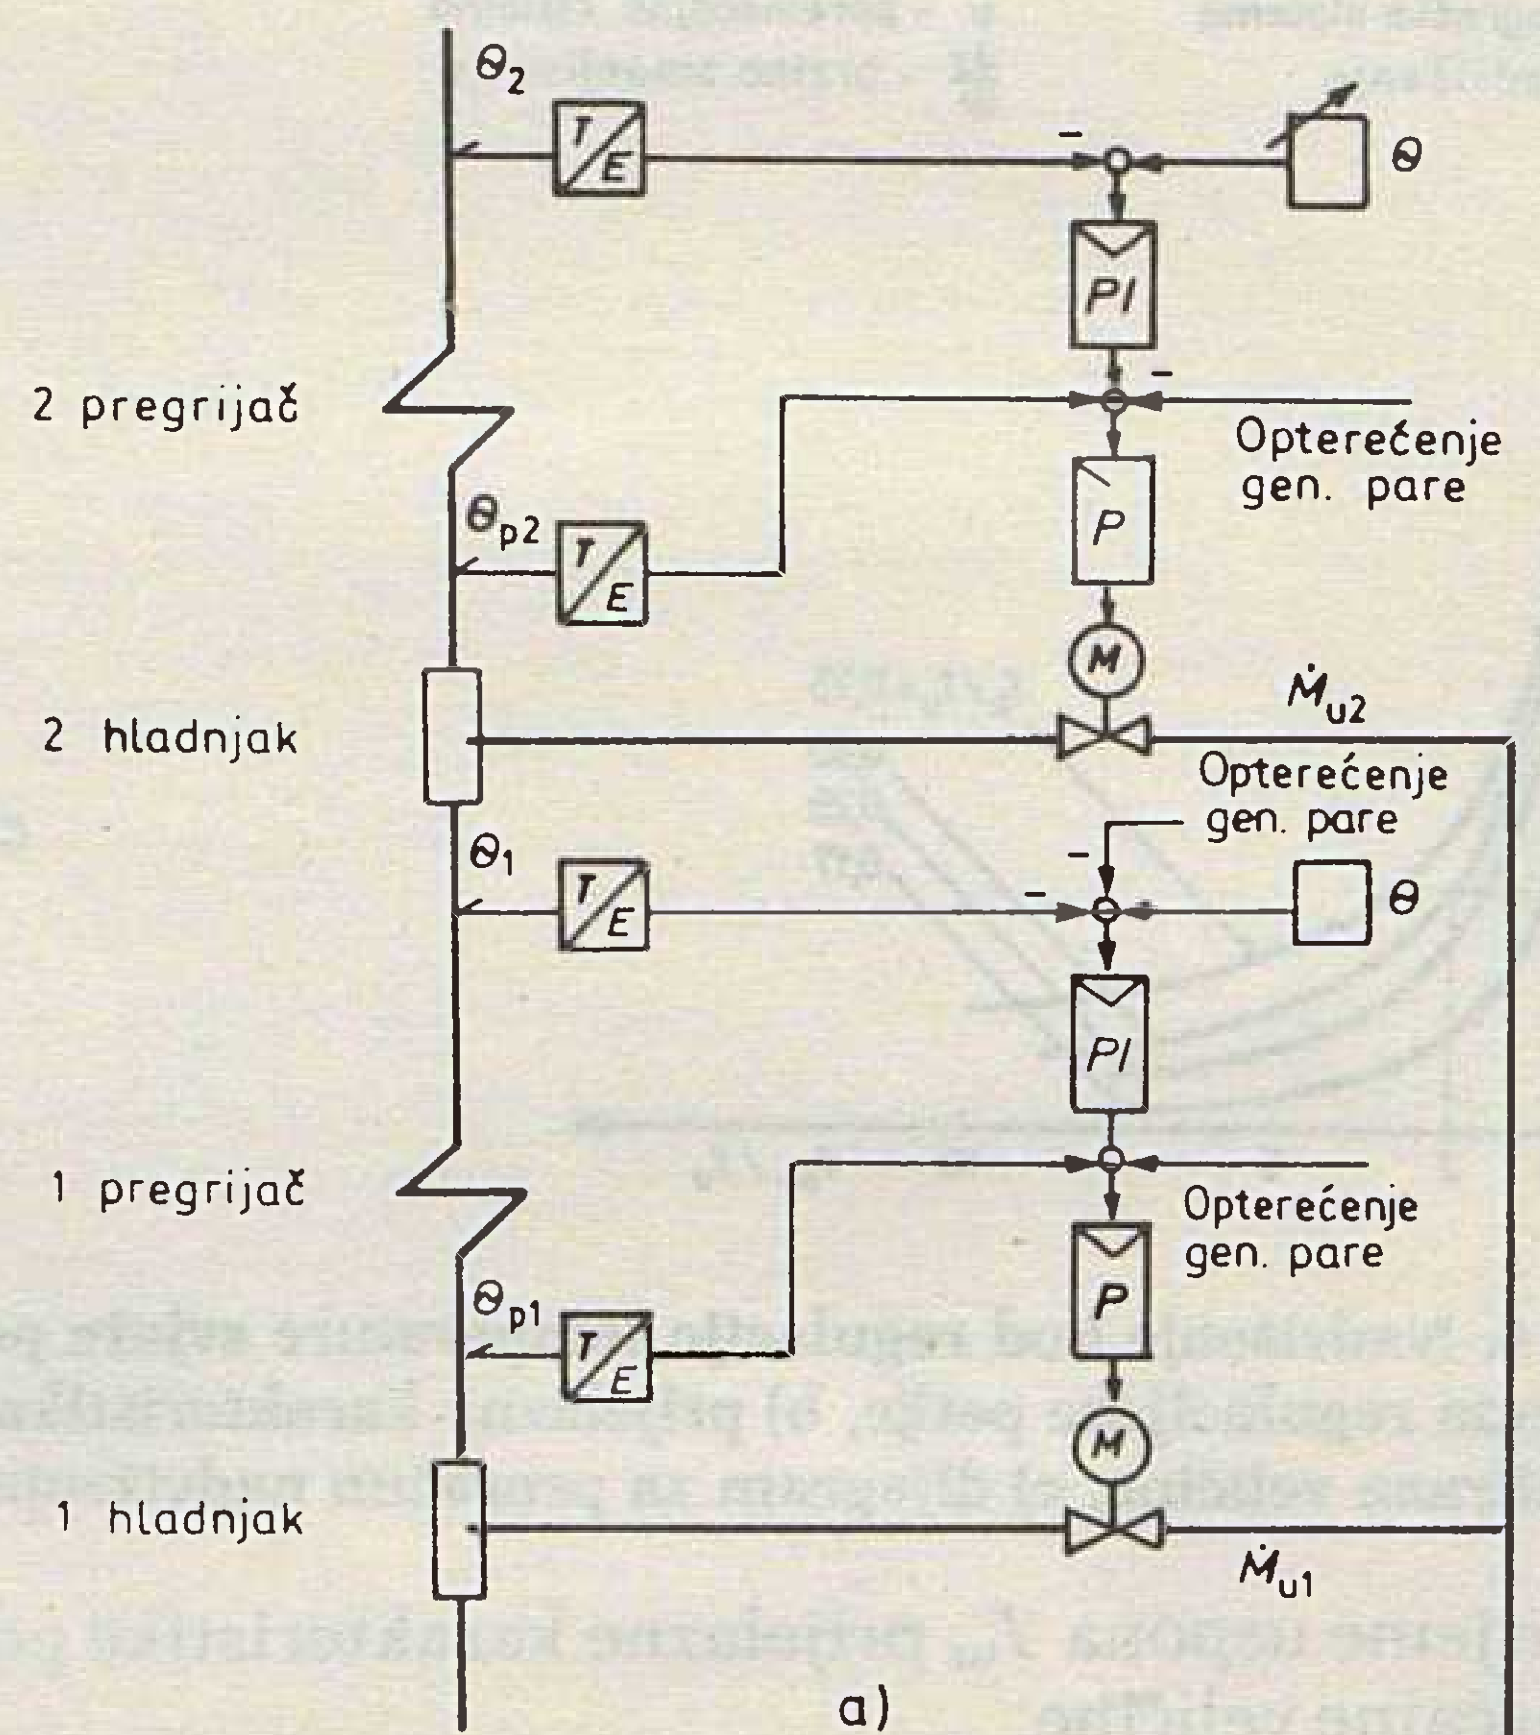 Θ₂
T/E
-
Θ
PI
-
2 pregrijač
Opterećenje
gen. pare
Θp2
T/E
P
M
Ṁu2
2 hladnjak
Opterećenje
gen. pare
-
Θ₁
T/E
-
Θ
PI
1 pregrijač
Opterećenje
gen. pare
Θp1
T/E
P
M
1 hladnjak
Ṁu1
a)